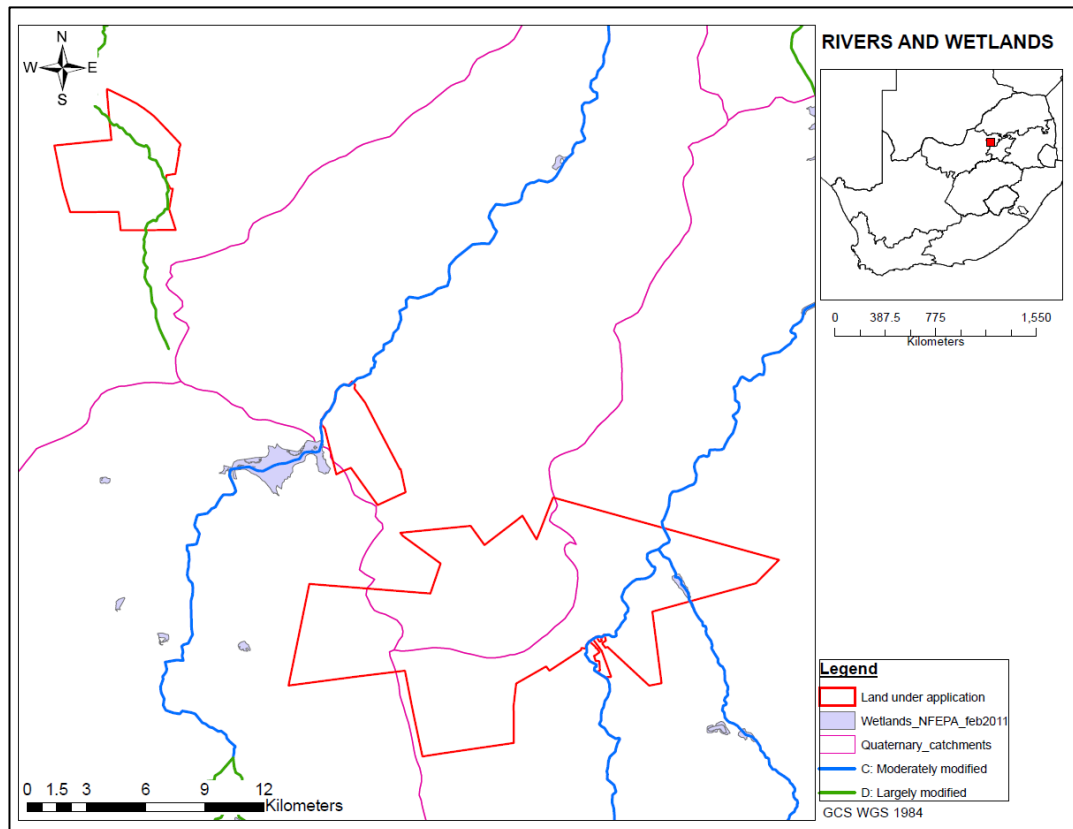 N
W E
S
RIVERS AND WETLANDS
0 387.5 775 1,550
Kilometers
Legend
Land under application
Wetlands_NFEPA_feb2011
Quaternary_catchments
C: Moderately modified
D: Largely modified
GCS WGS 1984
0 1.5 3 6 9 12
Kilometers